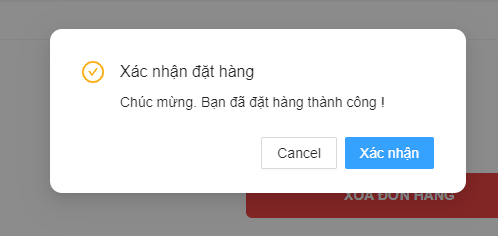 Xác nhận đặt hàng
Chúc mừng. Bạn đã đặt hàng thành công !
Cancel
Xác nhận
XÓA ĐƠN HÀNG